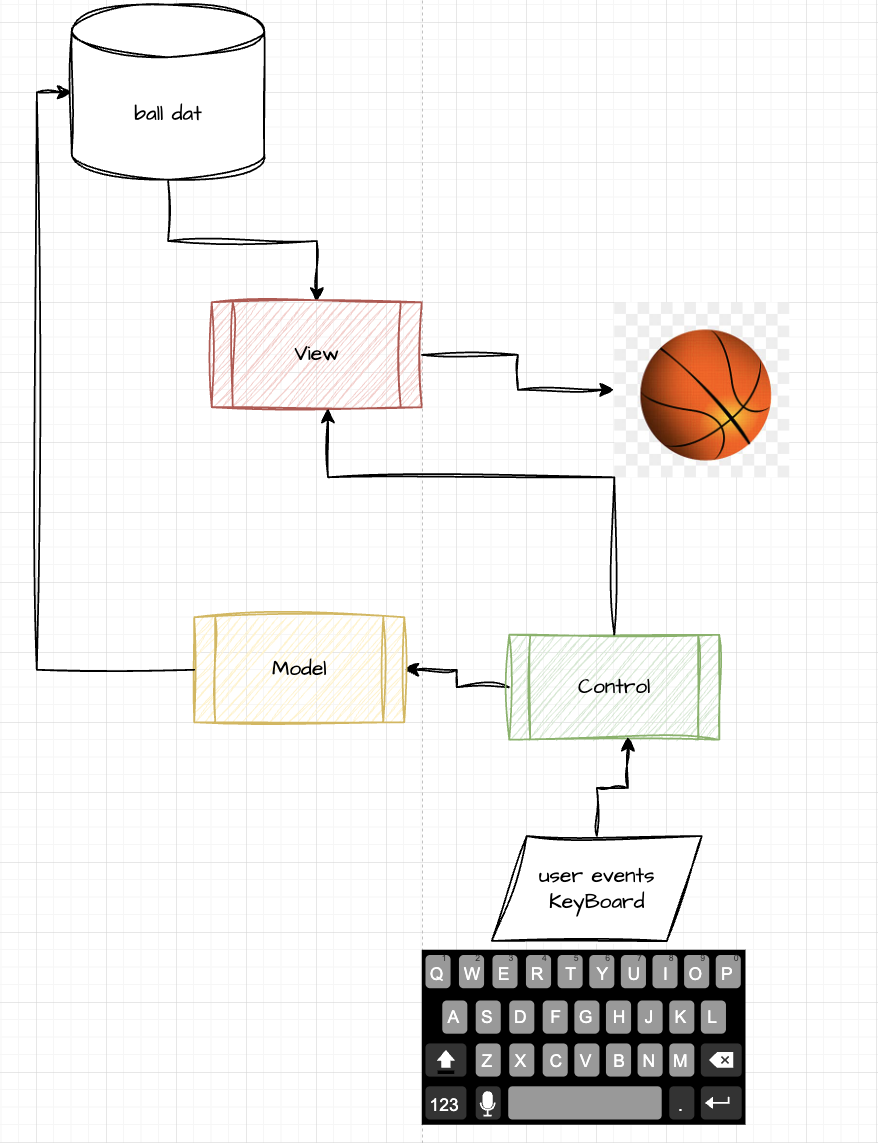 ball dat
View
Model
Control
user events
KeyBoard
1 2 3 4 5 6 7 8 9 0
Q W E R T Y U I O P
A S D F G H J K L
Z X C V B N M
123 .